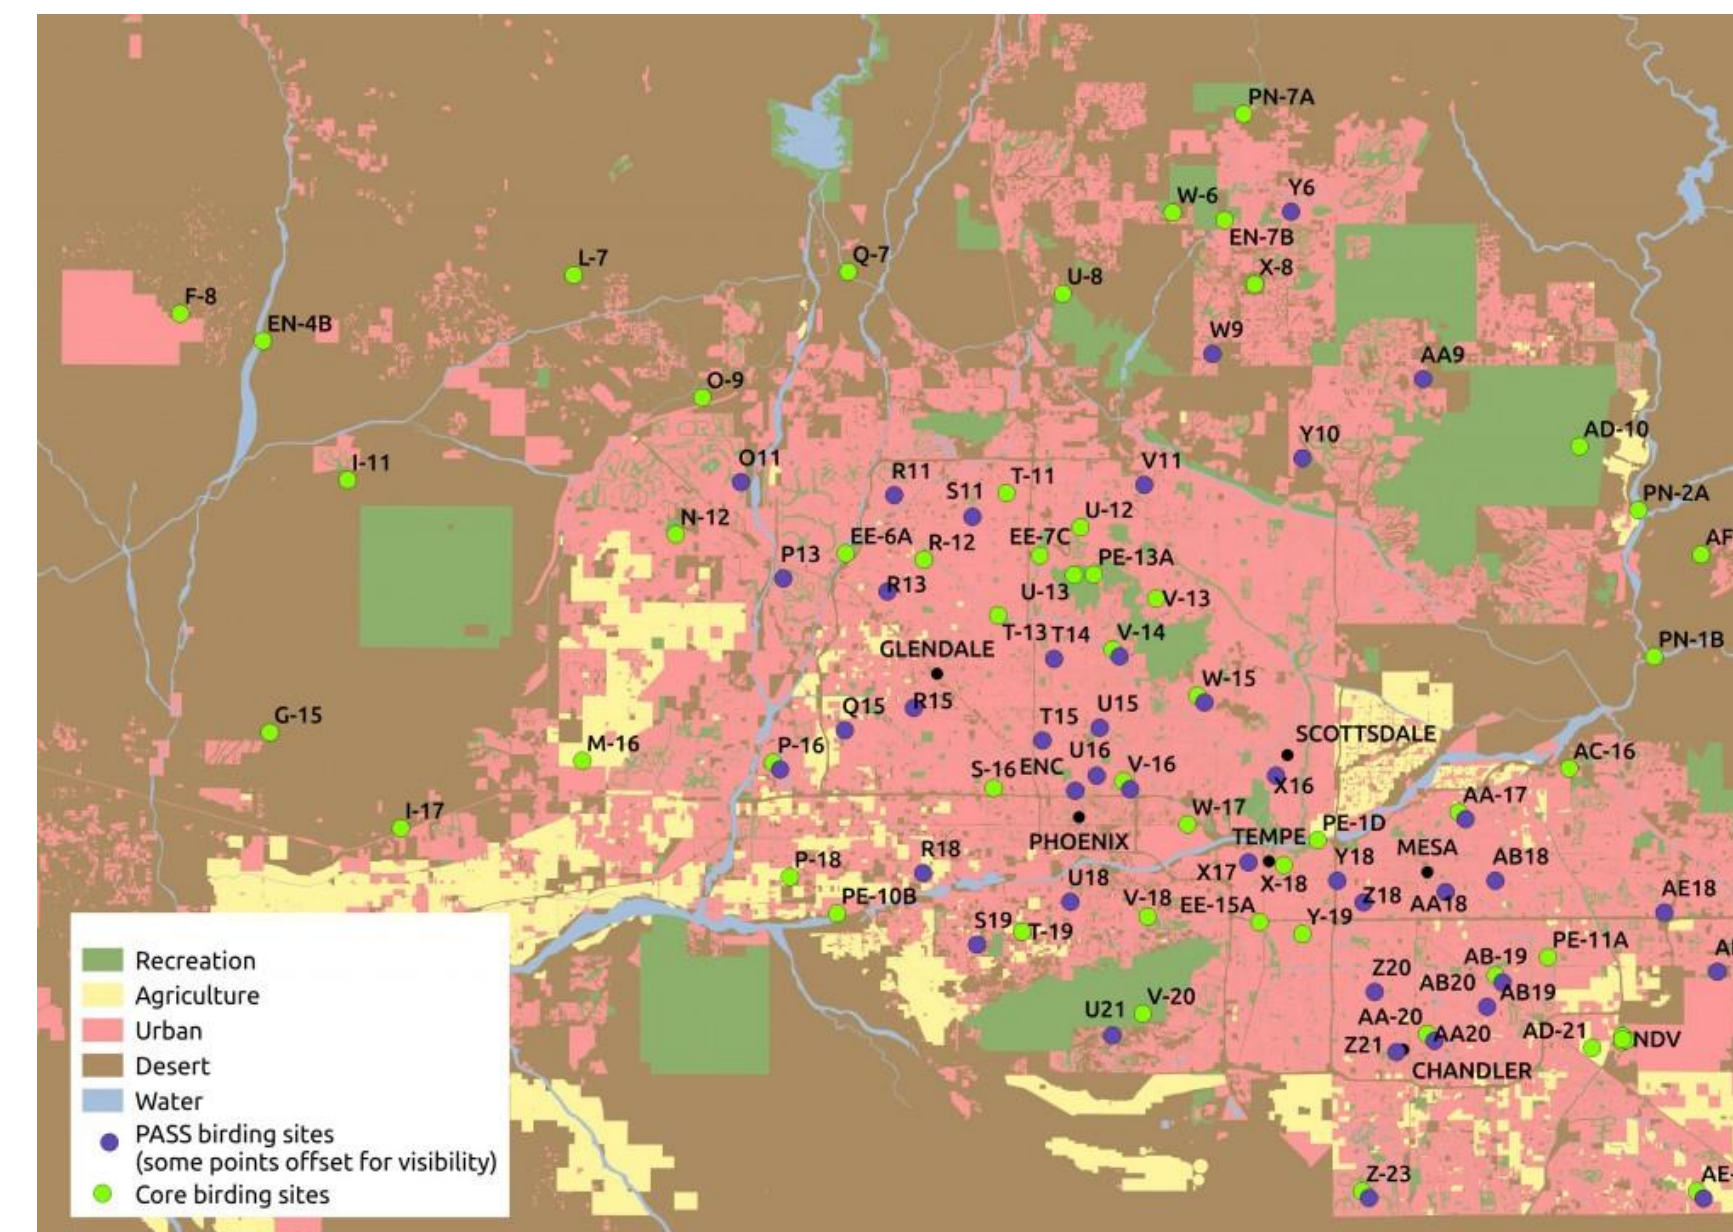 PN-7A
W-6
Y6
EN-7B
L-7
Q-7
U-8
X-8
F-8
EN-4B
W9
AA9
O-9
AD-10
Y10
I-11
O11
R11
S11
T-11
V11
PN-2A
N-12
U-12
EE-6A
R-12
EE-7C
AF
P13
PE-13A
R13
U-13
V-13
T-13
T14
V-14
PN-1B
GLENDALE
W-15
Q15
R15
G-15
T15
U15
SCOTTSDALE
M-16
P-16
U16
AC-16
S-16
ENC
V-16
X16
AA-17
I-17
W-17
PHOENIX
TEMPE
PE-1D
P-18
R18
MESA
X17
X-18
Y18
AB18
U18
PE-10B
V-18
EE-15A
Z18
AA18
AE18
S19
T-19
Y-19
PE-11A
Z20
AB-19
AB20
AB19
U21
V-20
AA-20
AA20
AD-21
NDV
Z21
CHANDLER
Recreation
Agriculture
Urban
Desert
Water
PASS birding sites
(some points offset for visibility)
Core birding sites
Z-23
AE-